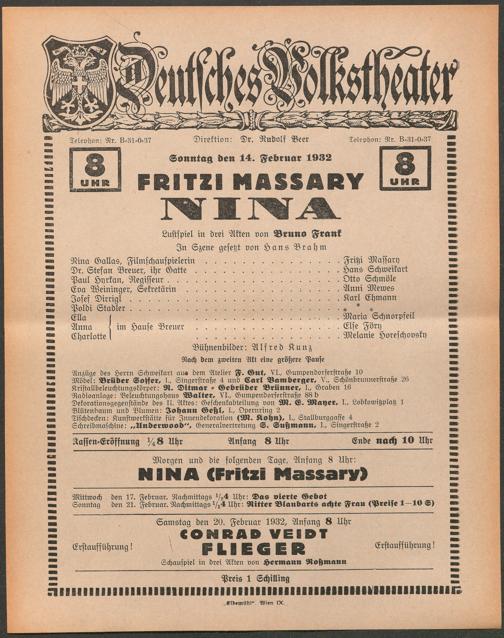 Deutsches Volkstheater
Telephon: Nr. B-31-0-37 Direktion: Dr. Rudolf Beer Telephon: Nr. B-31-0-37
8 UHR Sonntag den 14. Februar 1932 8 UHR
FRITZI MASSARY
NINA
Lustspiel in drei Akten von Bruno Frank
In Szene gesetzt von Hans Brahm
Nina Gallas, Filmschauspielerin . . . Fritzi Massary
Dr. Stefan Breuer, ihr Gatte . . . Hans Schweikart
Paul Hyrkan, Regisseur . . . Otto Schmöle
Eva Weininger, Sekretärin . . . Anni Mewes
Josef Dirrigl . . . Karl Ehmann
Poldi Stadler . . . * * *
Ella . . . Maria Schnorpfeil
Anna } im Hause Breuer . . . Else Föry
Charlotte . . . Melanie Horeschovsky
Bühnenbilder: Alfred Kunz
Nach dem zweiten Akt eine größere Pause
Anzüge des Herrn Schweikart aus dem Atelier F. Gut, VI., Gumpendorferstraße 10
Möbel: Brüder Soffer, I., Singerstraße 4 und Carl Bamberger, V., Schönbrunnerstraße 26
Kristallbeleuchtungskörper: R. Ditmar - Gebrüder Brünner, I., Graben 16
Radioanlage: Beleuchtungshaus Walter, VI., Gumpendorferstraße 88 b
Dekorationsgegenstände des II. Aktes: Geschenkabteilung von M. E. Mayer, I., Lobkowitzplatz 1
Blütenbaum und Blumen: Johann Geßl, I., Opernring 2
Tischdecken: Kunstwerkstätte für Innendekoration (M. Kohn), I., Stallburggasse 4
Schreibmaschine: „Underwood“, Generalvertretung S. Sußmann, I., Singerstraße 2
Kassen-Eröffnung ¼8 Uhr Anfang 8 Uhr Ende nach 10 Uhr
Morgen und die folgenden Tage, Anfang 8 Uhr:
NINA (Fritzi Massary)
Mittwoch den 17. Februar. Nachmittags ½4 Uhr: Das vierte Gebot
Sonntag den 21. Februar. Nachmittags ½4 Uhr: Ritter Blaubarts achte Frau (Preise 1—10 S)
Samstag den 20. Februar 1932, Anfang 8 Uhr
CONRAD VEIDT
Erstaufführung! FLIEGER Erstaufführung!
Schauspiel in drei Akten von Hermann Roßmann
Preis 1 Schilling
„Elbemühl“ Wien IX.